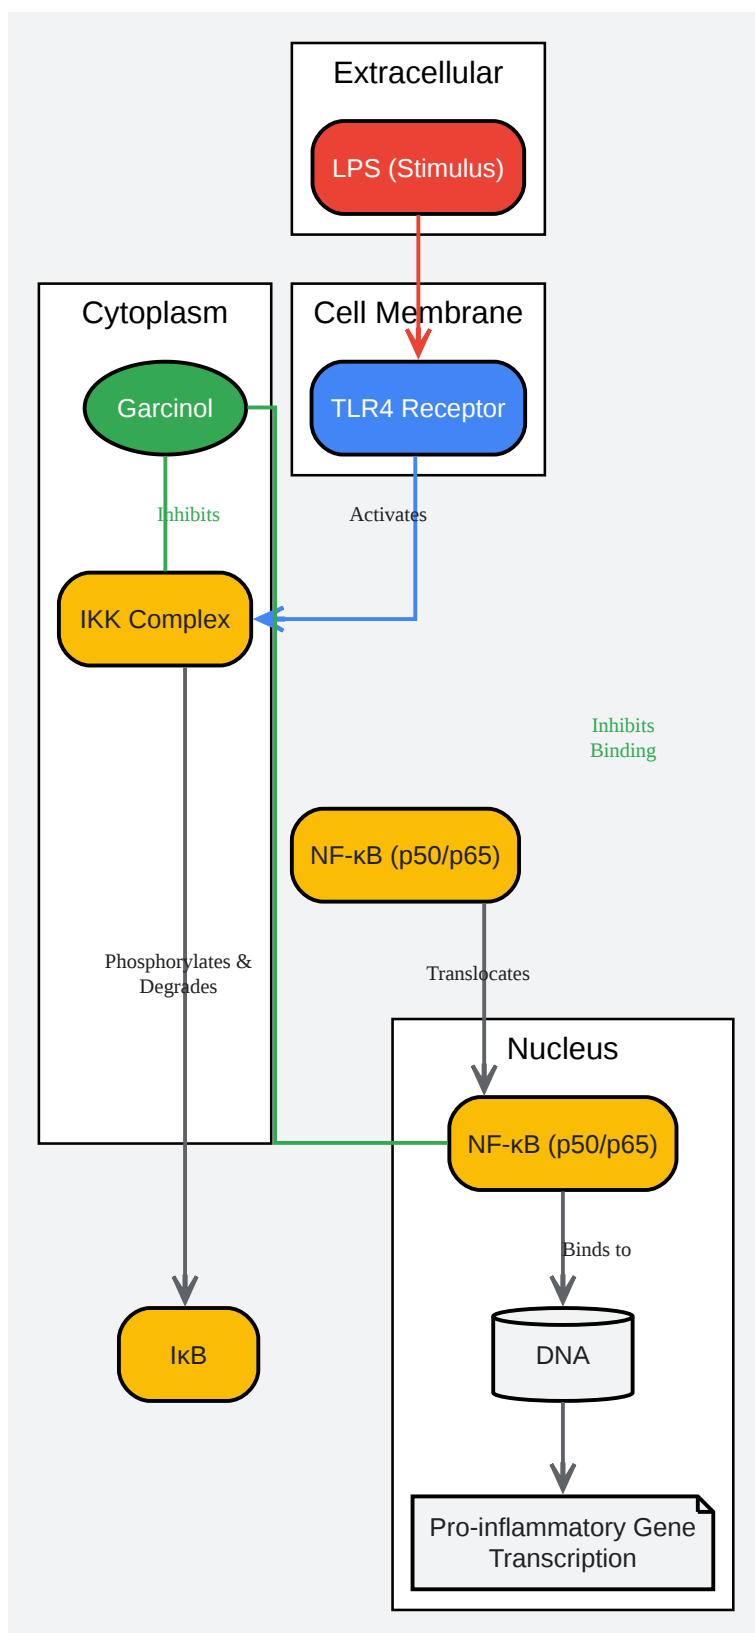 Extracellular
LPS (Stimulus)
Cytoplasm
Cell Membrane
Garcinol
TLR4 Receptor
Inhibits
Activates
IKK Complex
Inhibits
Binding
NF-κB (p50/p65)
Phosphorylates &
Degrades
Translocates
Nucleus
NF-κB (p50/p65)
Binds to
IκB
DNA
Pro-inflammatory Gene
Transcription